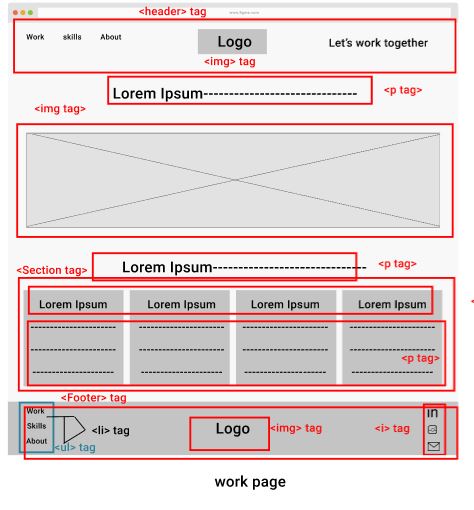 <header> tag
www.figma.com
Work skills About
Logo
Let's work together
<img> tag
Lorem Ipsum------------------------------
<p tag>
<img tag>
Lorem Ipsum------------------------------
<p tag>
<Section tag>
Lorem Ipsum Lorem Ipsum Lorem Ipsum Lorem Ipsum
<
----------------- ----------------- ----------------- -----------------
----------------- ----------------- ----------------- -----------------
<p tag>
----------------- ----------------- ----------------- -----------------
<Footer> tag
Work
Skills
About
<li> tag
<ul> tag
Logo
<img> tag
<i> tag
in
work page